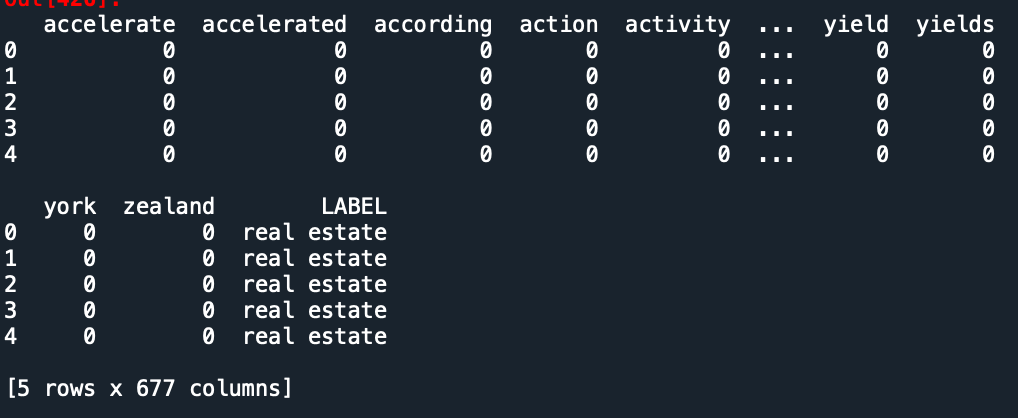 Out[426]:
accelerate accelerated according action activity ... yield yields
0 0 0 0 0 0 ... 0 0
1 0 0 0 0 0 ... 0 0
2 0 0 0 0 0 ... 0 0
3 0 0 0 0 0 ... 0 0
4 0 0 0 0 0 ... 0 0
york zealand LABEL
0 0 0 real estate
1 0 0 real estate
2 0 0 real estate
3 0 0 real estate
4 0 0 real estate
[5 rows x 677 columns]